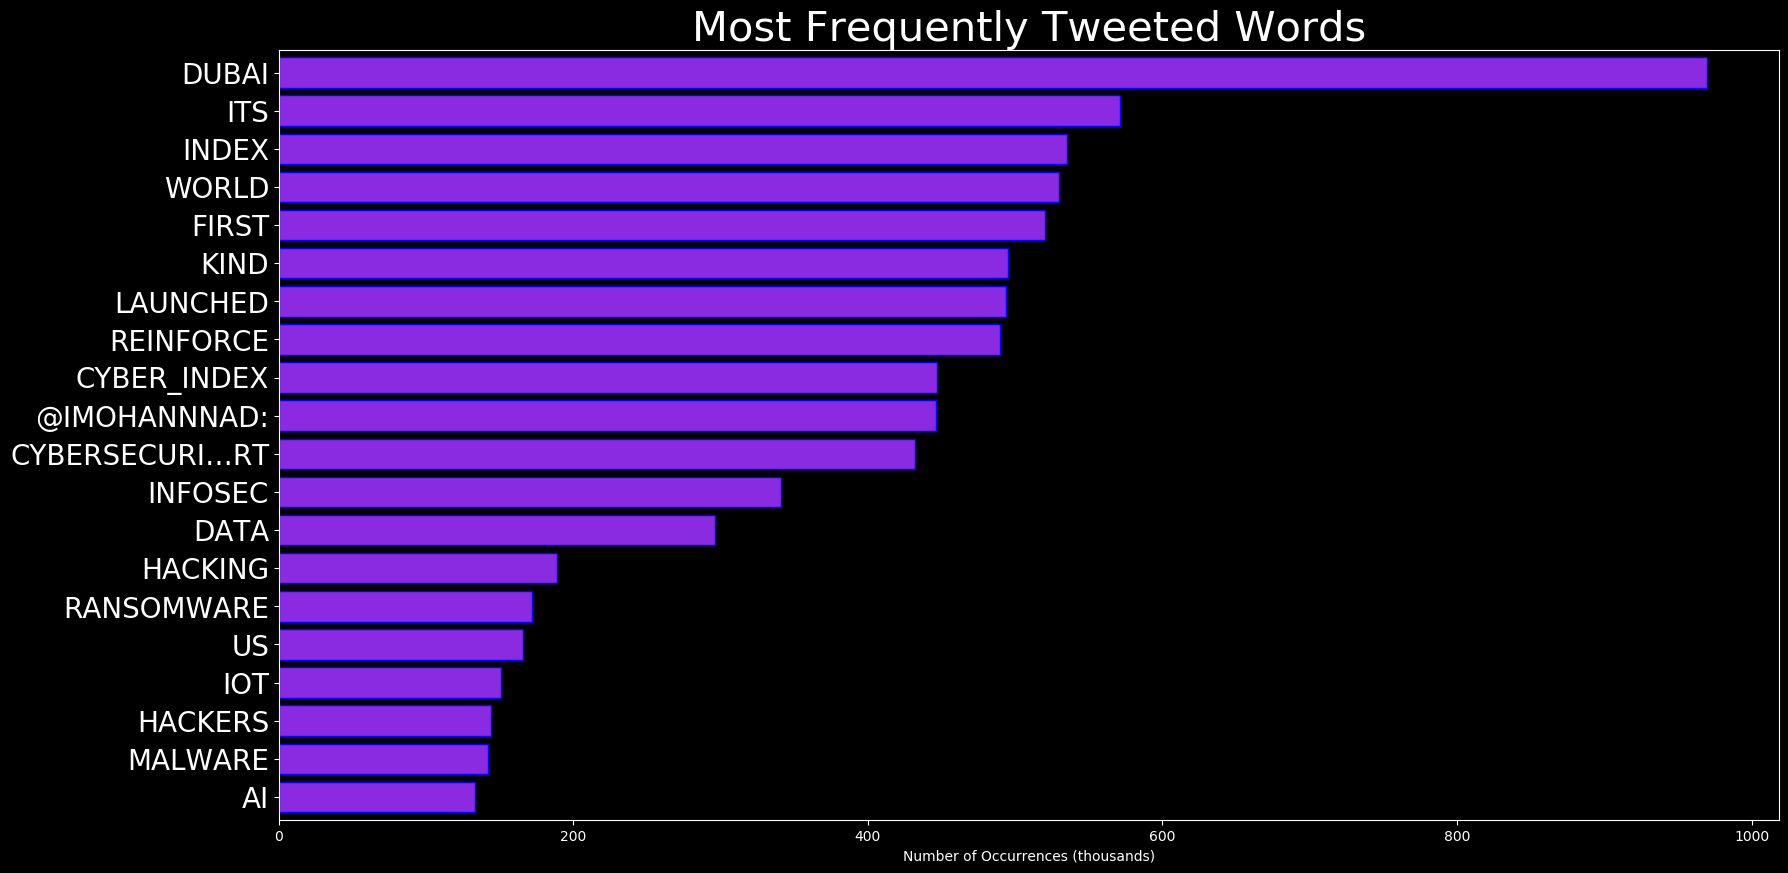 Most Frequently Tweeted Words
DUBAI
ITS
INDEX
WORLD
FIRST
KIND
LAUNCHED
REINFORCE
CYBER_INDEX
@IMOHANNNAD:
CYBERSECURI…RT
INFOSEC
DATA
HACKING
RANSOMWARE
US
IOT
HACKERS
MALWARE
AI
0 200 400 600 800 1000
Number of Occurrences (thousands)